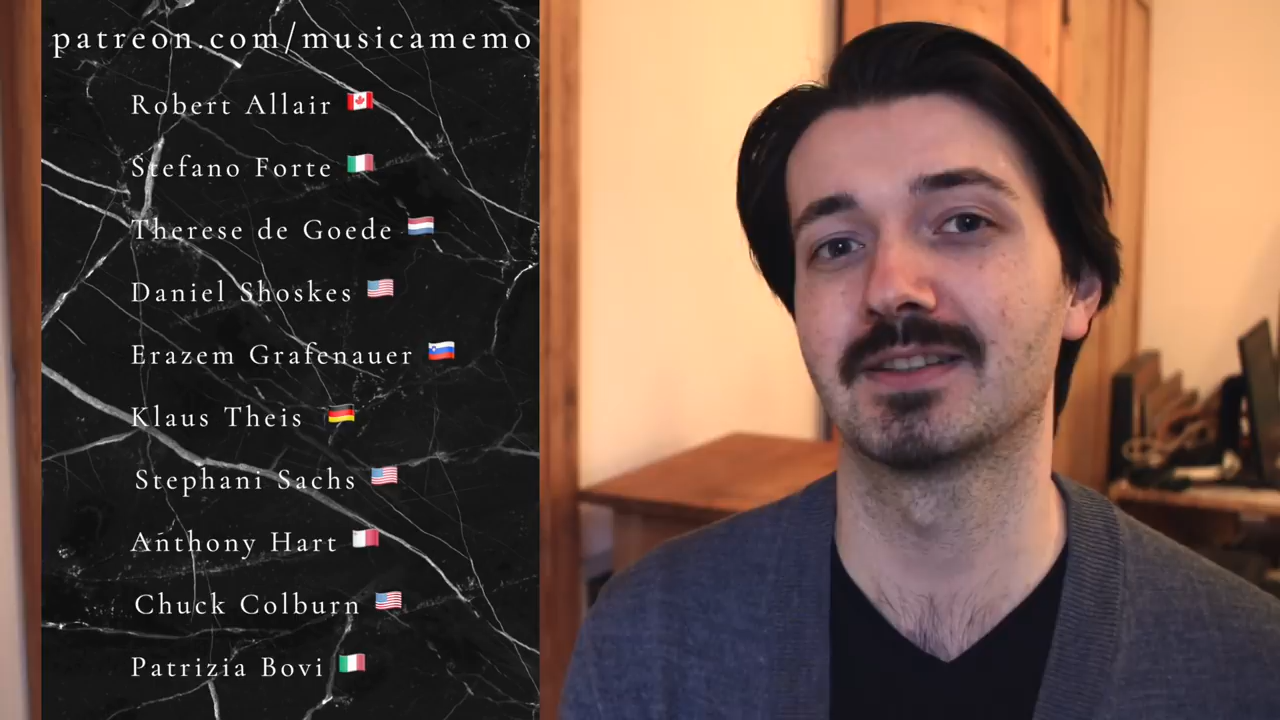 patreon.com/musicamemo
Robert Allair 🇨🇦
Stefano Forte 🇮🇹
Therese de Goede 🇳🇱
Daniel Shoskes 🇺🇸
Erazem Grafenauer 🇸🇮
Klaus Theis 🇩🇪
Stephani Sachs 🇺🇸
Anthony Hart 🇲🇹
Chuck Colburn 🇺🇸
Patrizia Bovi 🇮🇹